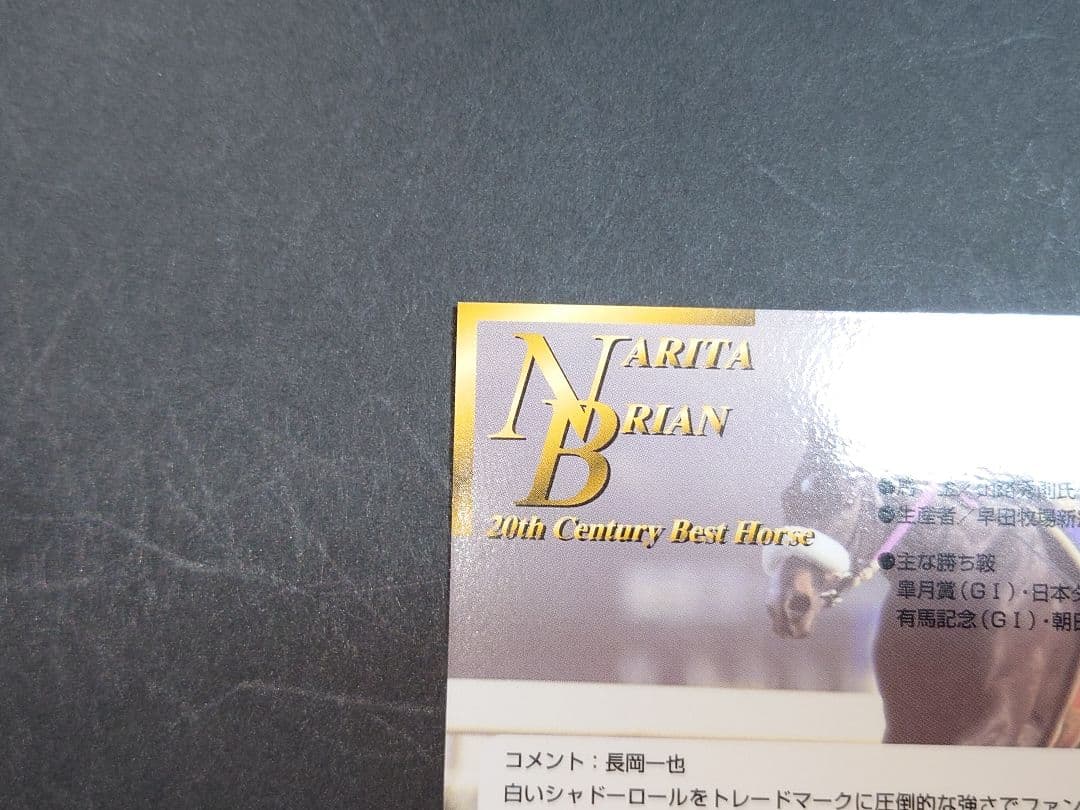 NARITA
BRIAN
20th Century Best Horse
●生産者／早田牧場新
●主な勝ち鞍
皐月賞(GⅠ)・日本
有馬記念(GⅠ)・朝日
コメント：長岡一也
白いシャドーロールをトレードマークに圧倒的な強さでファン